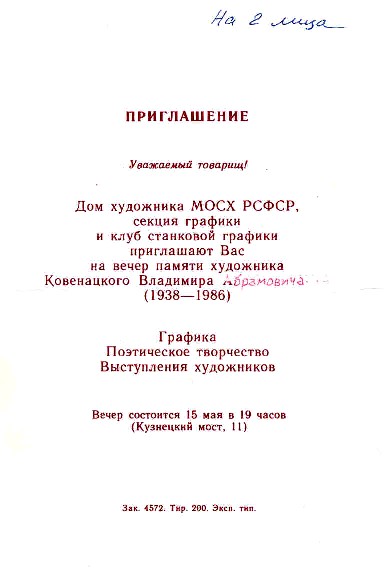 На 2 лица
ПРИГЛАШЕНИЕ
Уважаемый товарищ!
Дом художника МОСХ РСФСР,
секция графики
и клуб станковой графики
приглашают Вас
на вечер памяти художника
Ковенацкого Владимира Абрамовича
(1938—1986)
Графика
Поэтическое творчество
Выступления художников
Вечер состоится 15 мая в 19 часов
(Кузнецкий мост, 11)
Зак. 4572. Тир. 200. Эксп. тип.